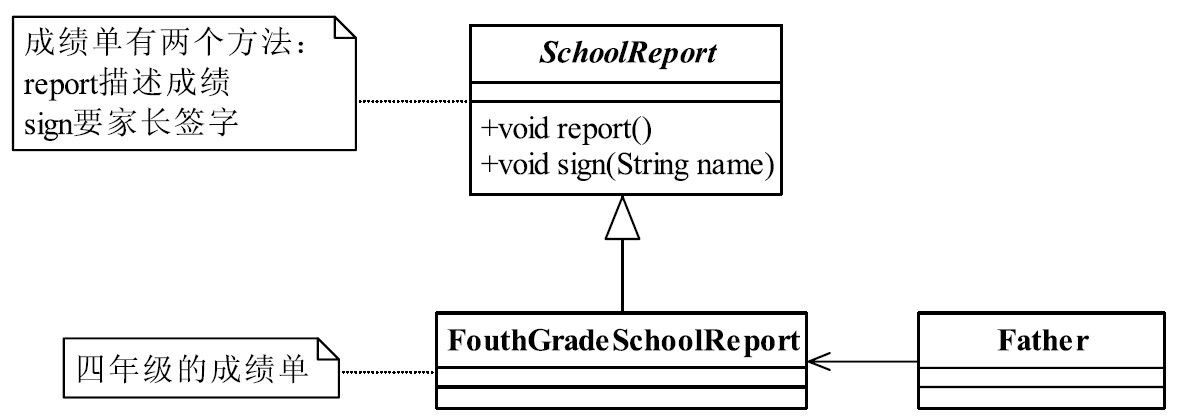 成绩单有两个方法：
report描述成绩
sign要家长签字
SchoolReport
+void report()
+void sign(String name)
四年级的成绩单
FouthGradeSchoolReport
Father